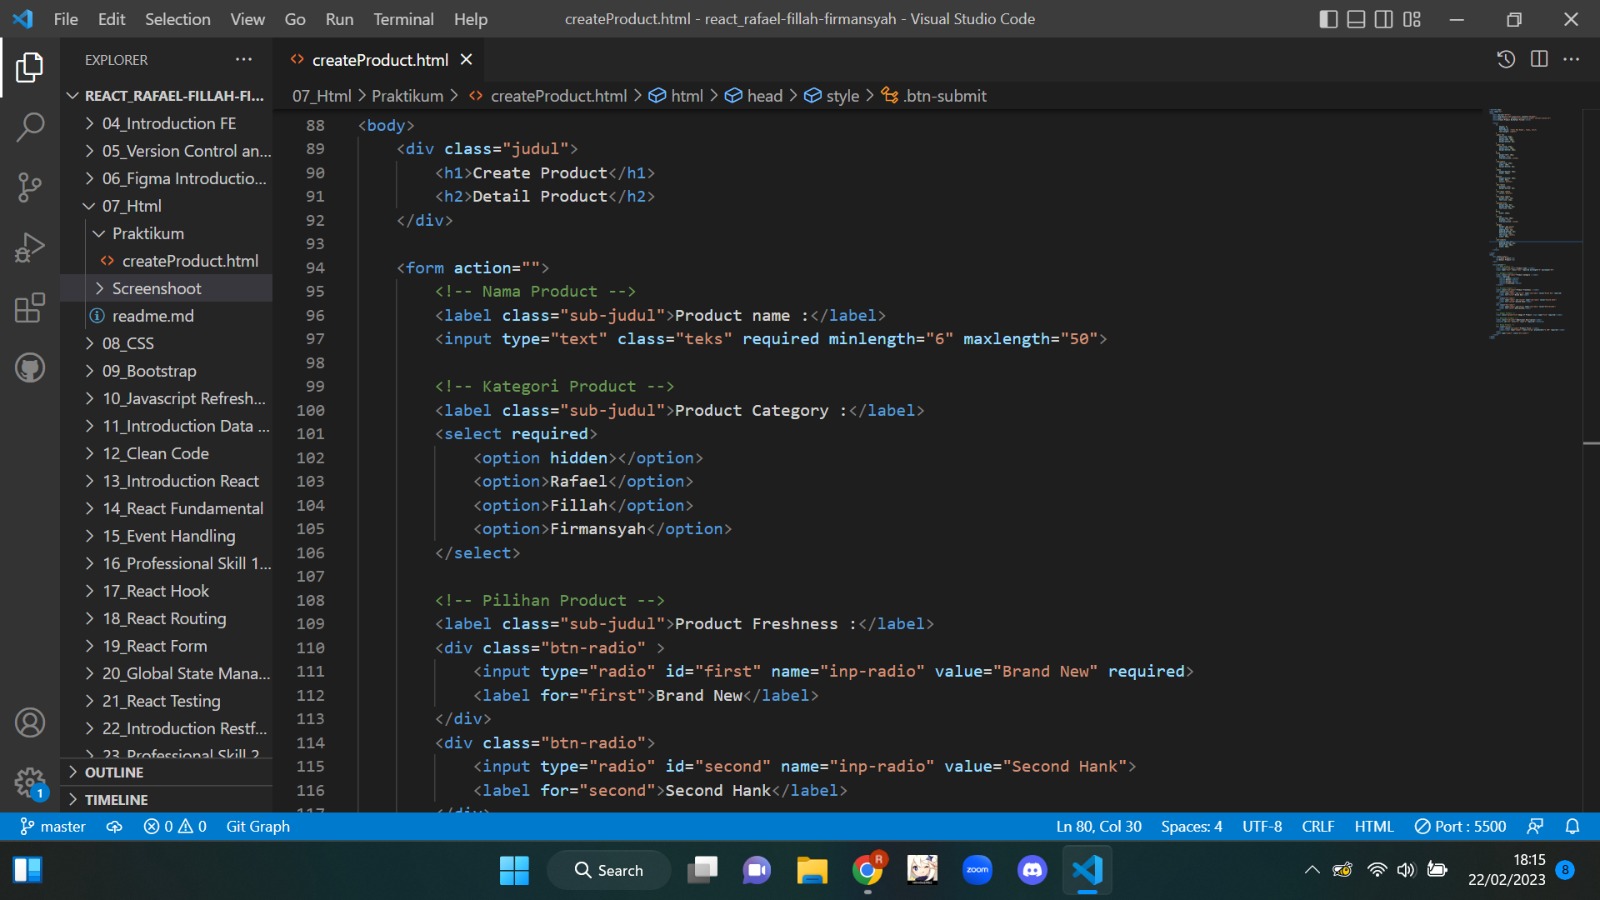 File Edit Selection View Go Run Terminal Help createProduct.html - react_rafael-fillah-firmansyah - Visual Studio Code
EXPLORER
createProduct.html
REACT_RAFAEL-FILLAH-FI...
07_Html > Praktikum > createProduct.html > html > head > style > .btn-submit
04_Introduction FE
05_Version Control an...
06_Figma Introductio...
07_Html
Praktikum
createProduct.html
Screenshoot
readme.md
08_CSS
09_Bootstrap
10_Javascript Refresh...
11_Introduction Data ...
12_Clean Code
13_Introduction React
14_React Fundamental
15_Event Handling
16_Professional Skill 1...
17_React Hook
18_React Routing
19_React Form
20_Global State Mana...
21_React Testing
22_Introduction Restf...
23_Professional Skill 2
OUTLINE
TIMELINE
88 <body>
89 <div class="judul">
90 <h1>Create Product</h1>
91 <h2>Detail Product</h2>
92 </div>
93
94 <form action="">
95 <!-- Nama Product -->
96 <label class="sub-judul">Product name :</label>
97 <input type="text" class="teks" required minlength="6" maxlength="50">
98
99 <!-- Kategori Product -->
100 <label class="sub-judul">Product Category :</label>
101 <select required>
102 <option hidden></option>
103 <option>Rafael</option>
104 <option>Fillah</option>
105 <option>Firmansyah</option>
106 </select>
107
108 <!-- Pilihan Product -->
109 <label class="sub-judul">Product Freshness :</label>
110 <div class="btn-radio" >
111 <input type="radio" id="first" name="inp-radio" value="Brand New" required>
112 <label for="first">Brand New</label>
113 </div>
114 <div class="btn-radio">
115 <input type="radio" id="second" name="inp-radio" value="Second Hank">
116 <label for="second">Second Hank</label>
117 </div>
1
master 0 0 Git Graph Ln 80, Col 30 Spaces: 4 UTF-8 CRLF HTML Port : 5500
Search R zoom 18:15
22/02/2023 8